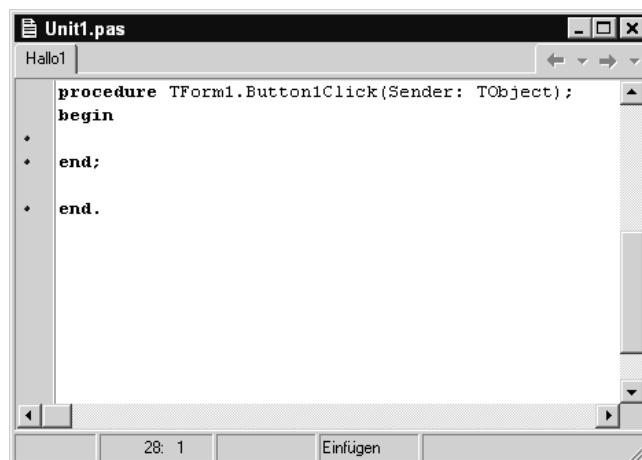 Unit1.pas
Hallo1
procedure TForm1.Button1Click(Sender: TObject);
begin
end;
end.
28: 1
Einfügen